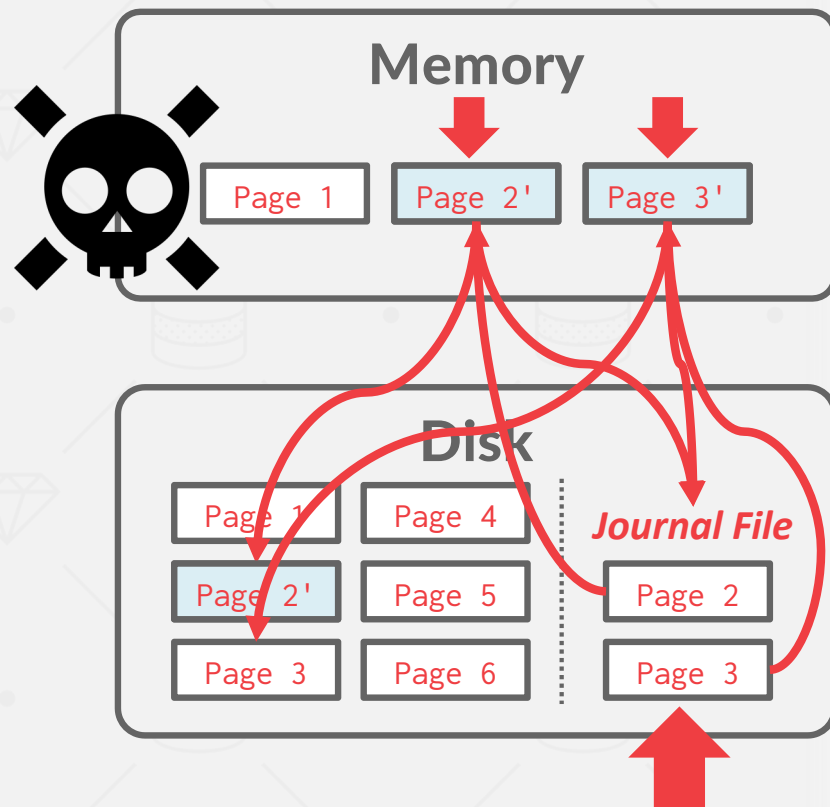 Memory
Page 1
Page 2'
Page 3'
Disk
Page 1
Page 4
Journal File
Page 2'
Page 5
Page 2
Page 3
Page 6
Page 3